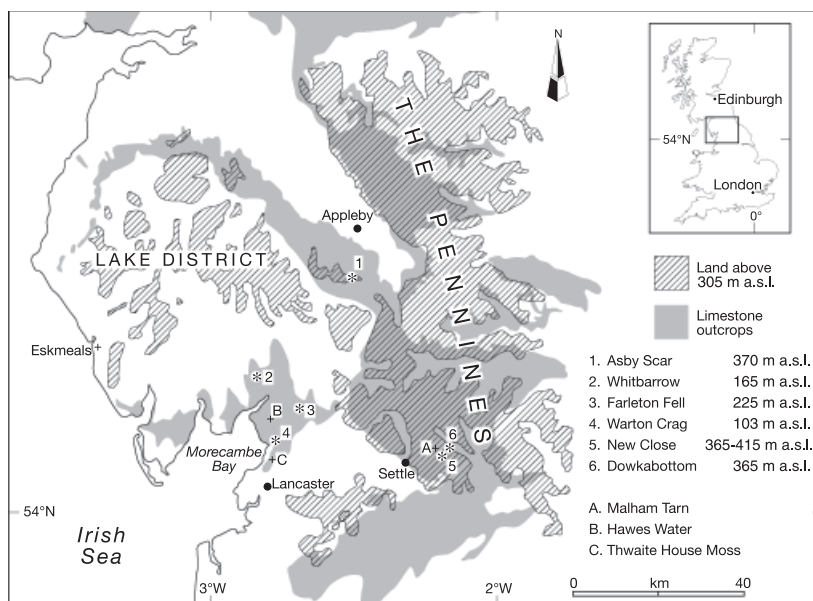 THE PENNINES
Appleby
LAKE DISTRICT
1
Eskmeals
2
B
3
4
Morecambe
Bay
C
Lancaster
A
6
5
Settle
54°N
Irish
Sea
3°W
2°W
Edinburgh
54°N
London
0°
Land above
305 m a.s.l.
Limestone
outcrops
1. Asby Scar 370 m a.s.l.
2. Whitbarrow 165 m a.s.l.
3. Farleton Fell 225 m a.s.l.
4. Warton Crag 103 m a.s.l.
5. New Close 365-415 m a.s.l.
6. Dowkabottom 365 m a.s.l.
A. Malham Tarn
B. Hawes Water
C. Thwaite House Moss
0 km 40